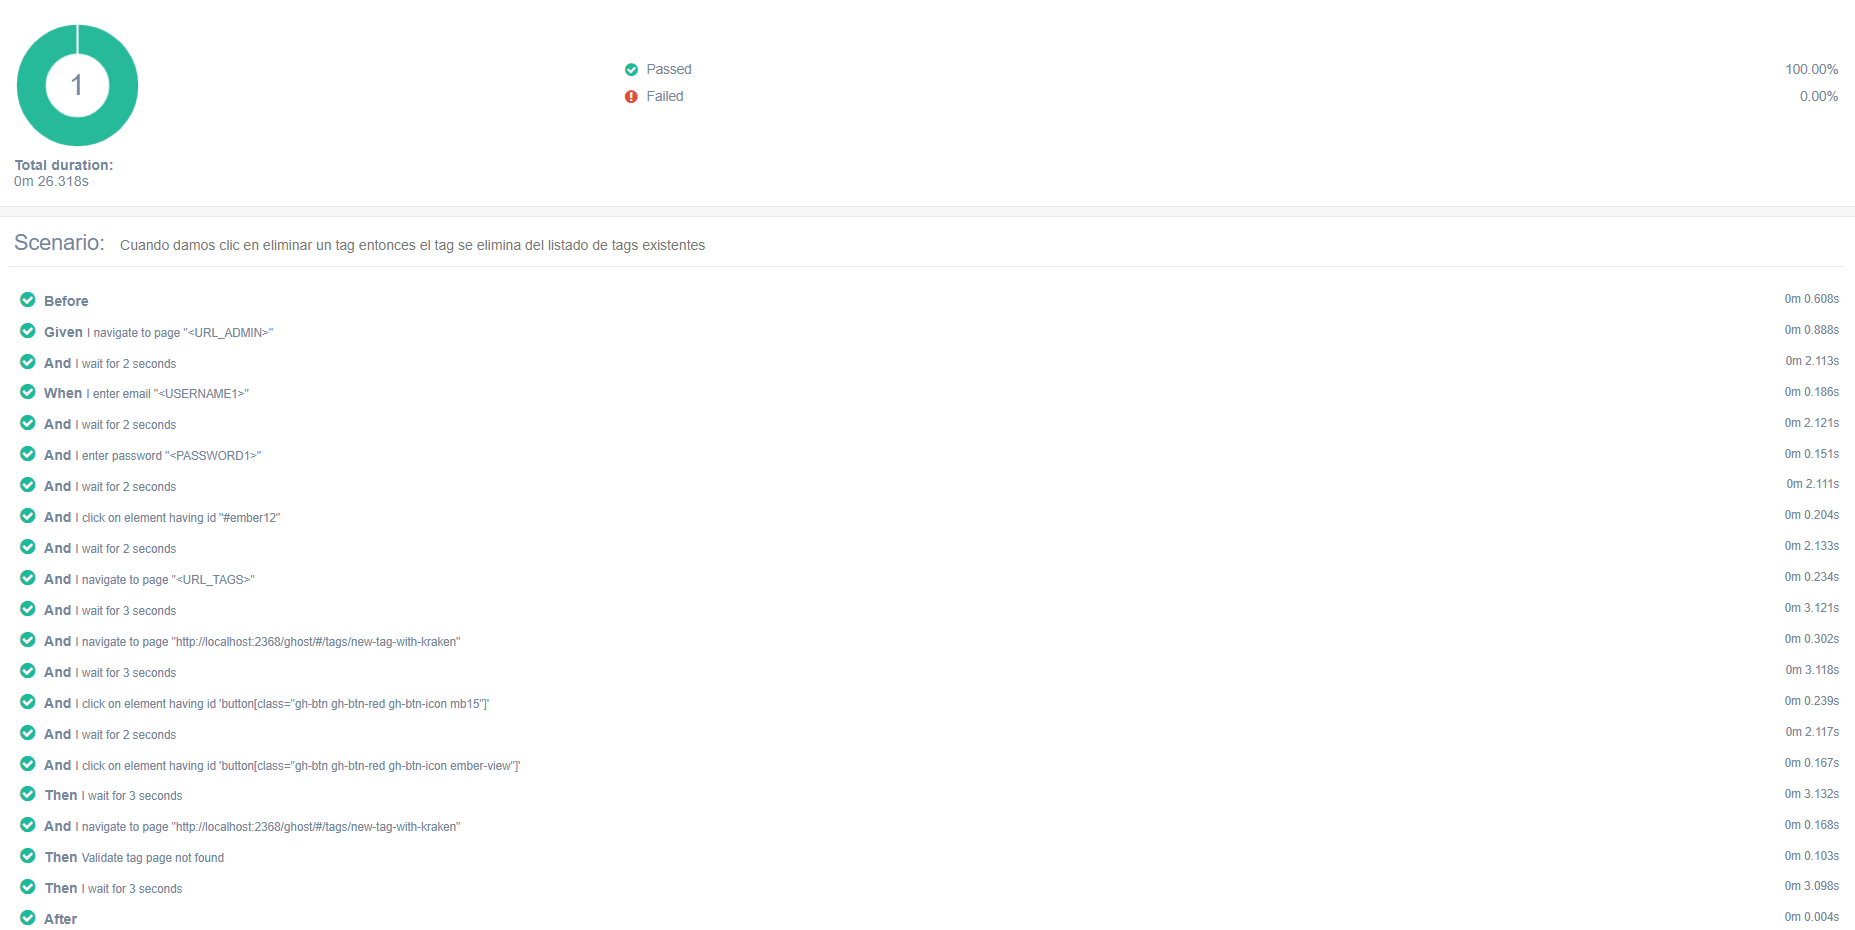 1
Total duration:
0m 26.318s
Passed 100.00%
Failed 0.00%
Scenario: Cuando damos clic en eliminar un tag entonces el tag se elimina del listado de tags existentes
Before 0m 0.608s
Given I navigate to page "<URL_ADMIN>" 0m 0.888s
And I wait for 2 seconds 0m 2.113s
When I enter email "<USERNAME1>" 0m 0.186s
And I wait for 2 seconds 0m 2.121s
And I enter password "<PASSWORD1>" 0m 0.151s
And I wait for 2 seconds 0m 2.111s
And I click on element having id "#ember12" 0m 0.204s
And I wait for 2 seconds 0m 2.133s
And I navigate to page "<URL_TAGS>" 0m 0.234s
And I wait for 3 seconds 0m 3.121s
And I navigate to page "http://localhost:2368/ghost/#/tags/new-tag-with-kraken" 0m 0.302s
And I wait for 3 seconds 0m 3.118s
And I click on element having id 'button[class="gh-btn gh-btn-red gh-btn-icon mb15"]' 0m 0.239s
And I wait for 2 seconds 0m 2.117s
And I click on element having id 'button[class="gh-btn gh-btn-red gh-btn-icon ember-view"]' 0m 0.167s
Then I wait for 3 seconds 0m 3.132s
And I navigate to page "http://localhost:2368/ghost/#/tags/new-tag-with-kraken" 0m 0.168s
Then Validate tag page not found 0m 0.103s
Then I wait for 3 seconds 0m 3.098s
After 0m 0.004s